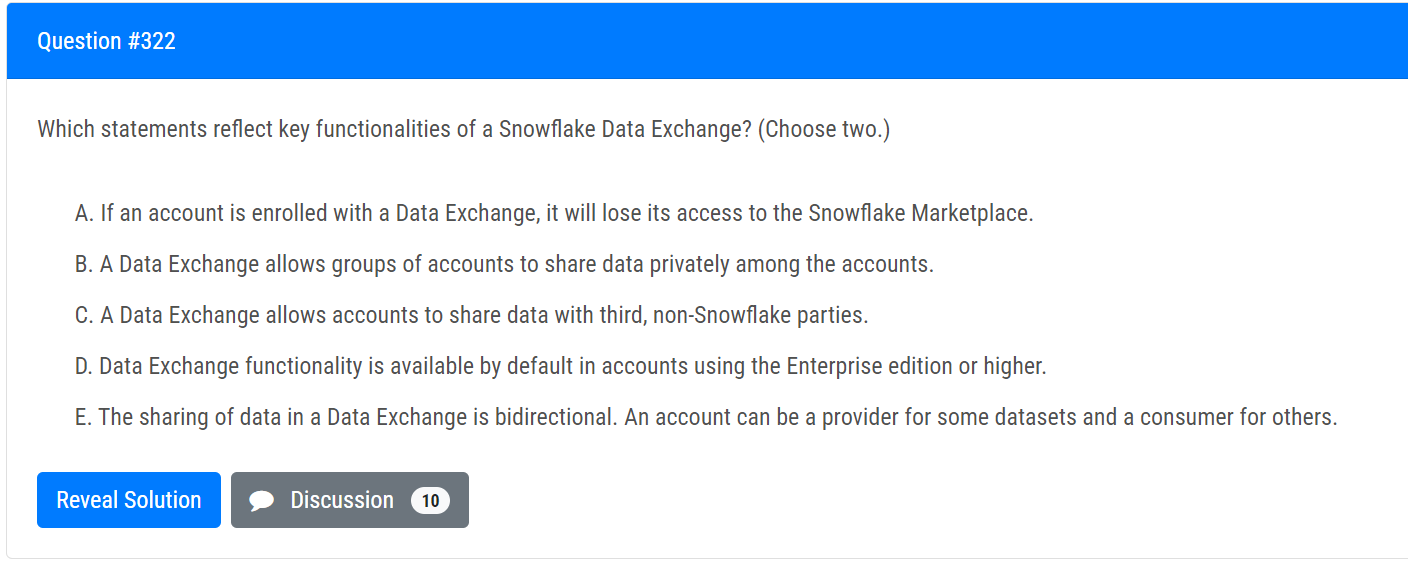 Question #322
Which statements reflect key functionalities of a Snowflake Data Exchange? (Choose two.)
A. If an account is enrolled with a Data Exchange, it will lose its access to the Snowflake Marketplace.
B. A Data Exchange allows groups of accounts to share data privately among the accounts.
C. A Data Exchange allows accounts to share data with third, non-Snowflake parties.
D. Data Exchange functionality is available by default in accounts using the Enterprise edition or higher.
E. The sharing of data in a Data Exchange is bidirectional. An account can be a provider for some datasets and a consumer for others.
Reveal Solution Discussion 10